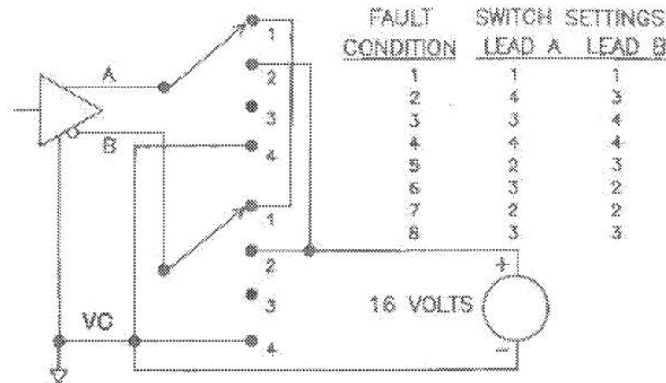 FAULT CONDITION SWITCH SETTINGS
LEAD A LEAD B
1 1 1
2 4 3
3 3 4
4 4 4
5 2 3
6 3 2
7 2 2
8 3 3
A
B
1
2
3
4
1
2
3
4
VC
+
16 VOLTS
-